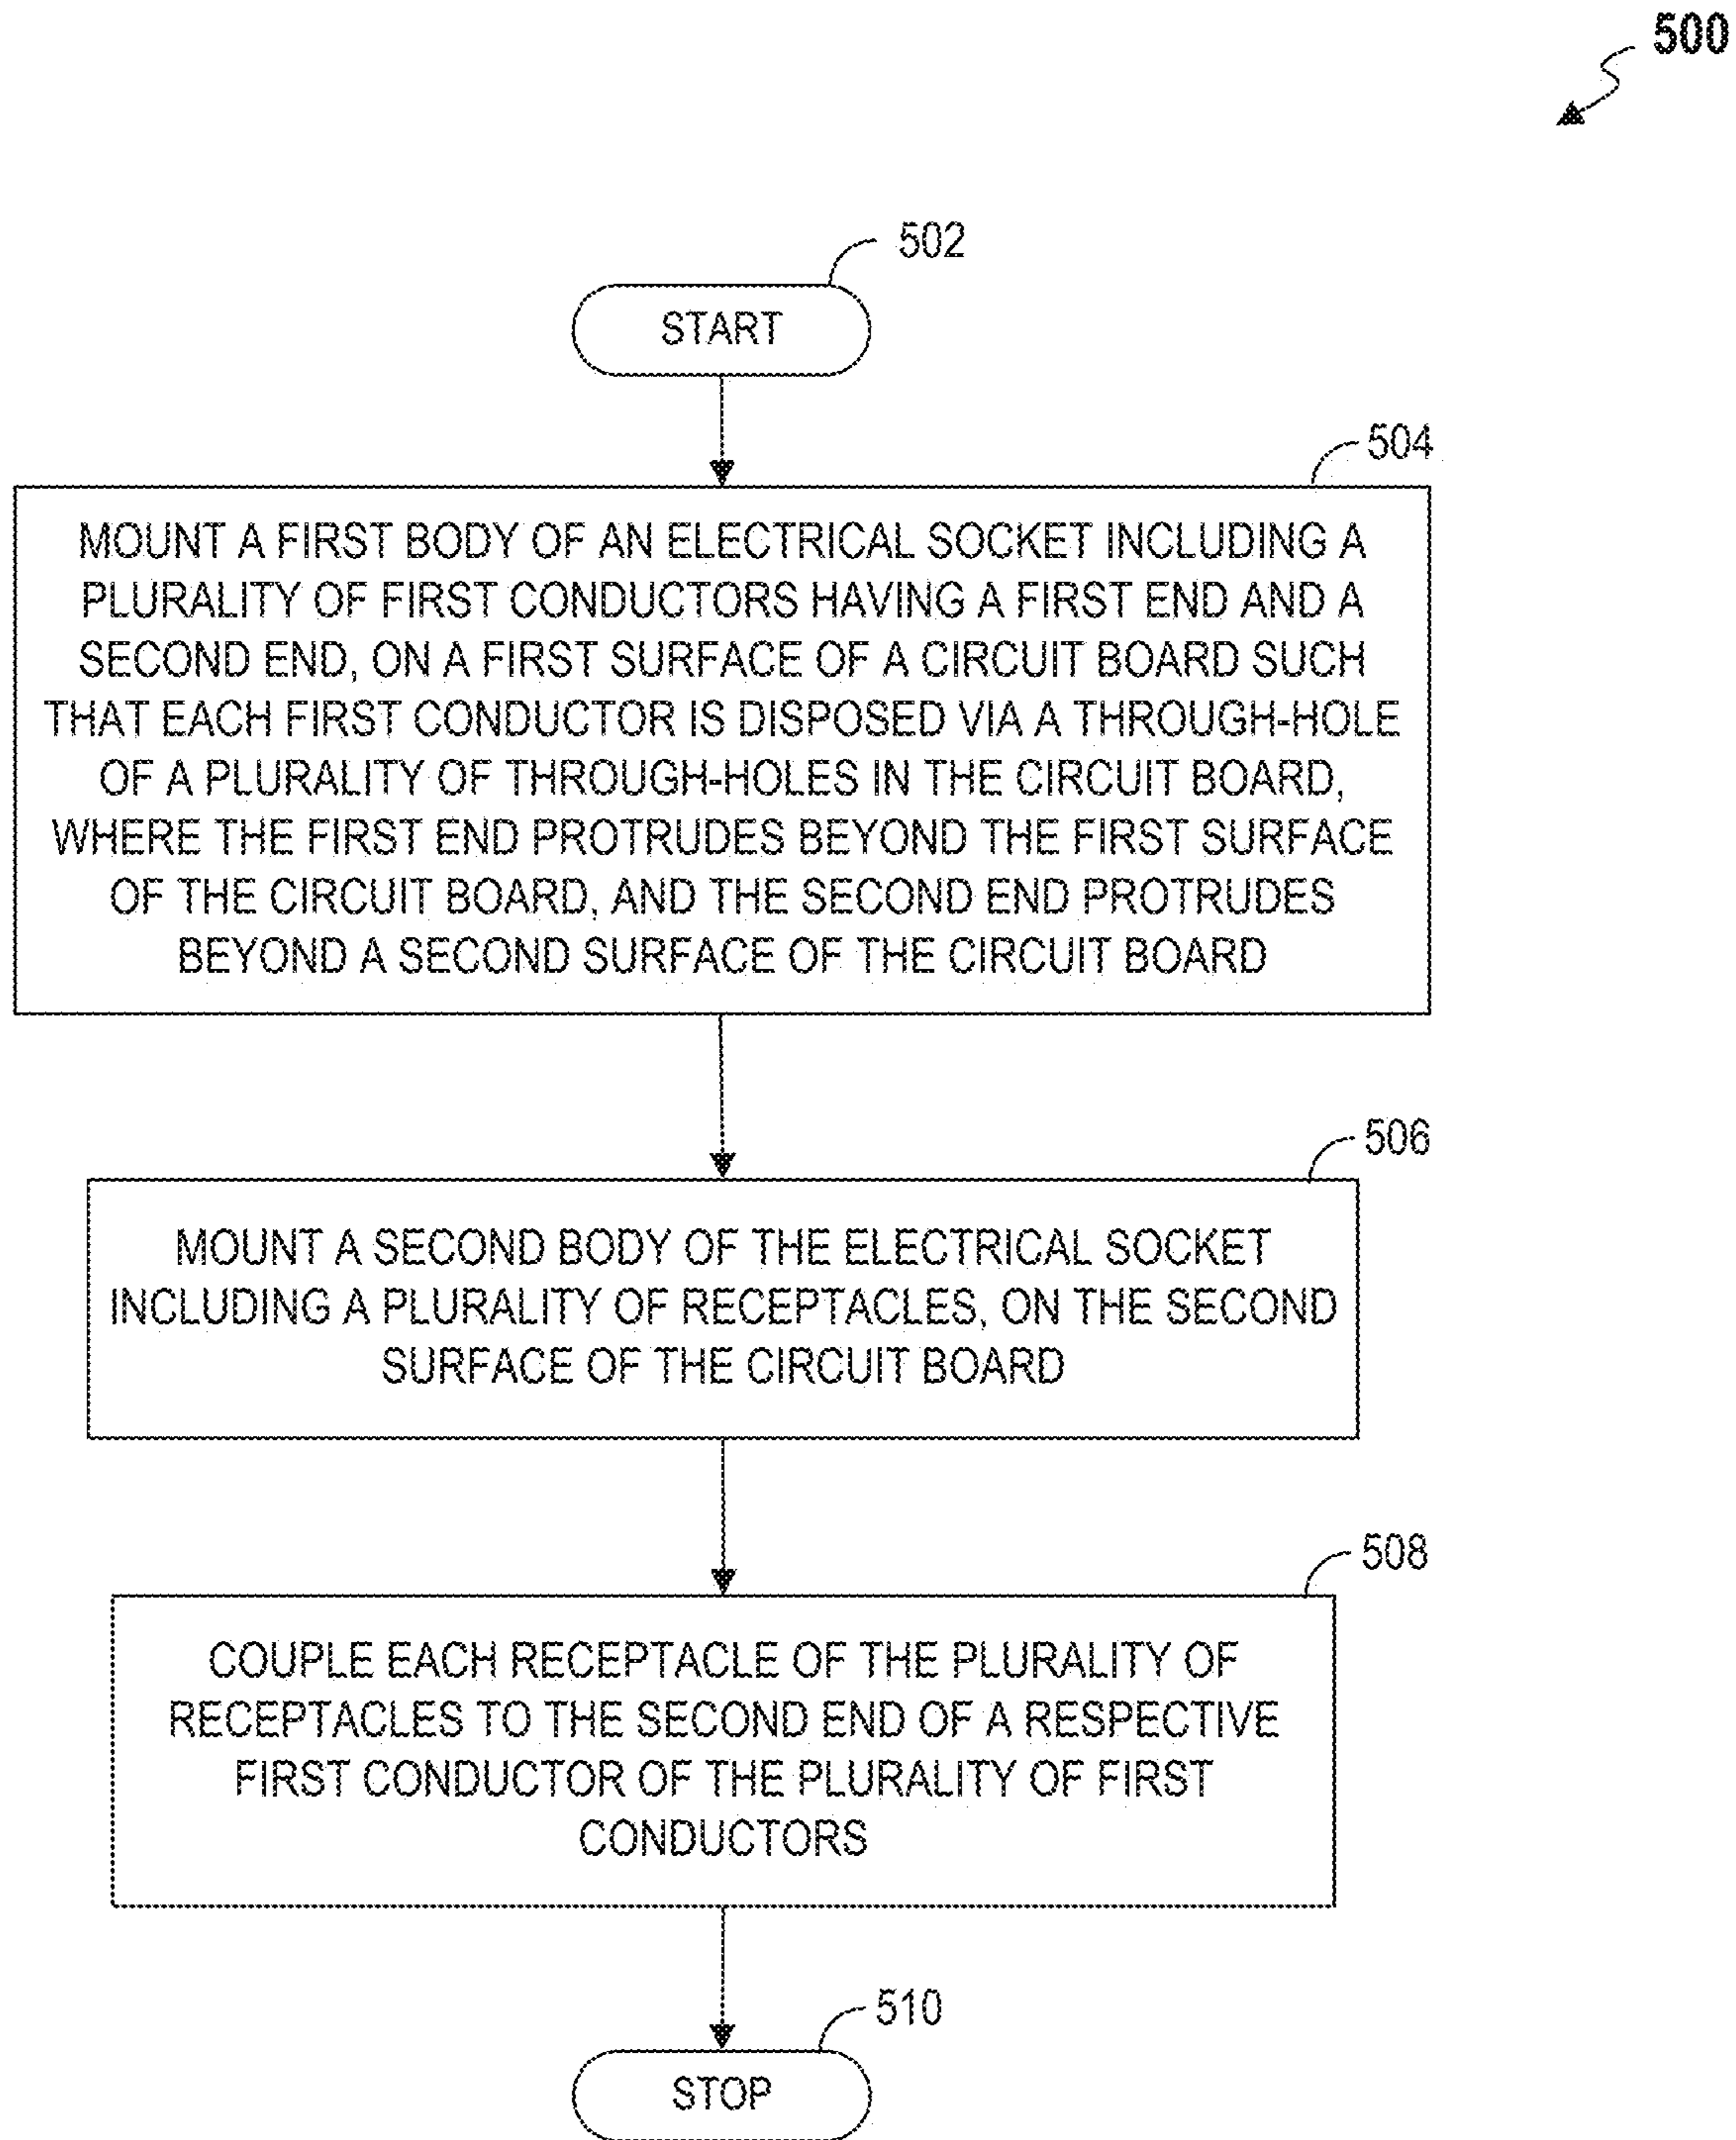 500
502
START
504
MOUNT A FIRST BODY OF AN ELECTRICAL SOCKET INCLUDING A
PLURALITY OF FIRST CONDUCTORS HAVING A FIRST END AND A
SECOND END, ON A FIRST SURFACE OF A CIRCUIT BOARD SUCH
THAT EACH FIRST CONDUCTOR IS DISPOSED VIA A THROUGH-HOLE
OF A PLURALITY OF THROUGH-HOLES IN THE CIRCUIT BOARD,
WHERE THE FIRST END PROTRUDES BEYOND THE FIRST SURFACE
OF THE CIRCUIT BOARD, AND THE SECOND END PROTRUDES
BEYOND A SECOND SURFACE OF THE CIRCUIT BOARD
506
MOUNT A SECOND BODY OF THE ELECTRICAL SOCKET
INCLUDING A PLURALITY OF RECEPTACLES, ON THE SECOND
SURFACE OF THE CIRCUIT BOARD
508
COUPLE EACH RECEPTACLE OF THE PLURALITY OF
RECEPTACLES TO THE SECOND END OF A RESPECTIVE
FIRST CONDUCTOR OF THE PLURALITY OF FIRST
CONDUCTORS
510
STOP